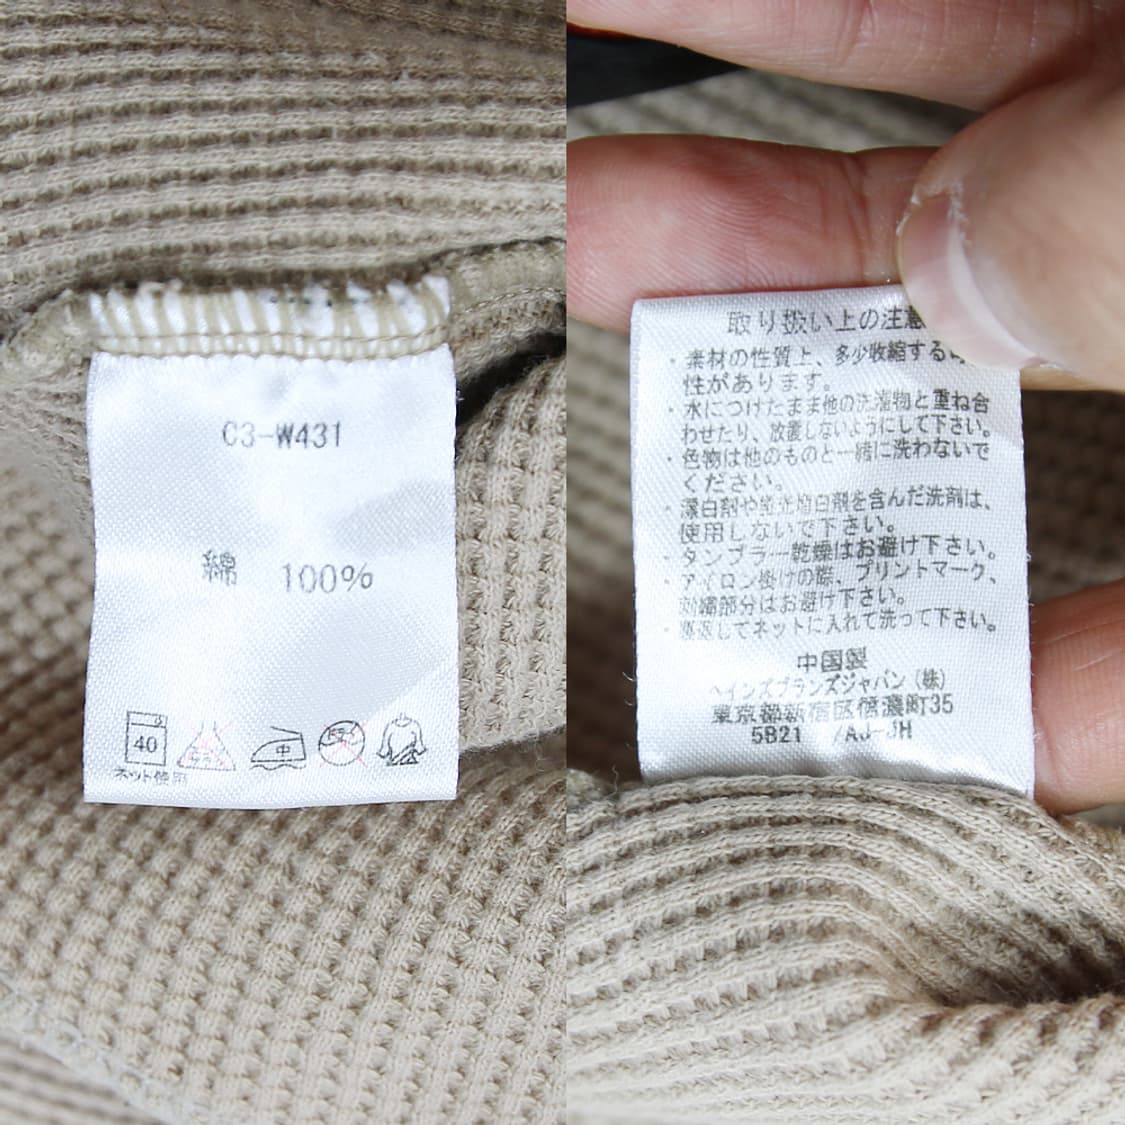 C3-W431
綿 100%
40
中
ネット使用
取り扱い上の注意
・素材の性質上、多少収縮する
性があります。
・水につけたまま他の洗濯物と重ね合
わせたり、放置しないようにして下さい。
・色物は他のものと一緒に洗わないで
ください。
・漂白剤や蛍光増白剤を含んだ洗剤は、
使用しないで下さい。
・タンブラー乾燥はお避け下さい。
・アイロン掛けの際、プリントマーク、
刺繍部分はお避け下さい。
・裏返してネットに入れて洗って下さい。
中国製
ヘインズブランズジャパン(株)
東京都新宿区信濃町35
5B21 /AJ-JH